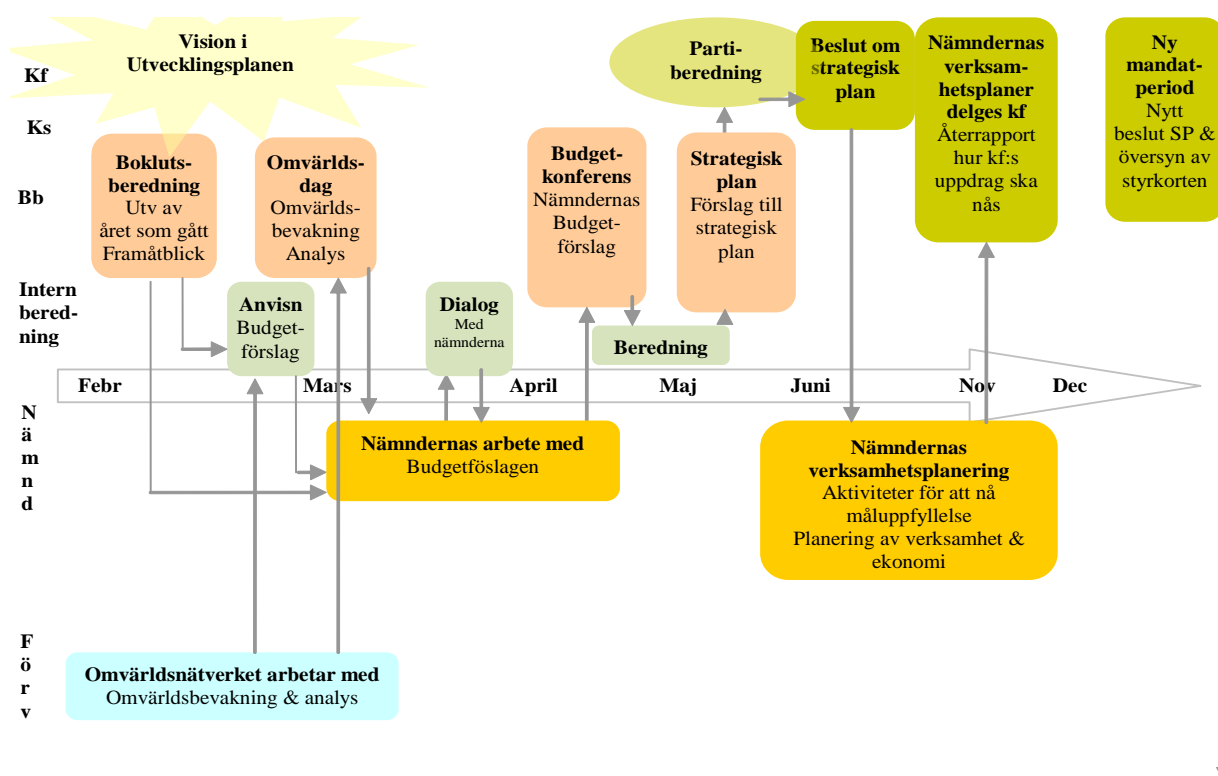 Vision i
Utvecklingsplanen
Kf
Ks
Bb
Intern
bered-
ning
N
ä
m
n
d
F
ö
r
v
Bokluts-
beredning
Utv av
året som gått
Framåtblick
Omvärlds-
dag
Omvärlds-
bevakning
Analys
Anvisn
Budget-
förslag
Dialog
Med
nämnderna
Budget-
konferens
Nämndernas
Budget-
förslag
Beredning
Strategisk
plan
Förslag till
strategisk
plan
Parti-
beredning
Beslut om
strategisk
plan
Nämndernas
verksam-
hetsplaner
delges kf
Återrapport
hur kf:s
uppdrag ska
nås
Ny
mandat-
period
Nytt
beslut SP &
översyn av
styrkorten
Febr Mars April Maj Juni Nov Dec
Nämndernas arbete med
Budgetföslagen
Nämndernas
verksamhetsplanering
Aktiviteter för att nå
måluppfyllelse
Planering av verksamhet &
ekonomi
Omvärldsnätverket arbetar med
Omvärldsbevakning & analys